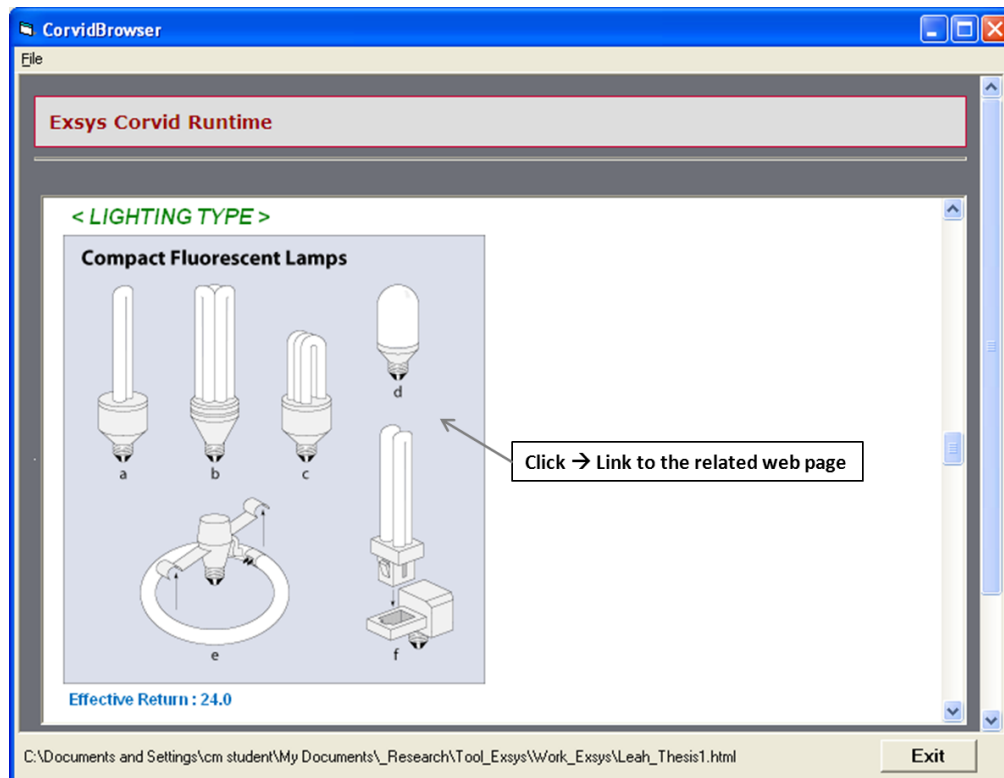 CorvidBrowser
File
Exsys Corvid Runtime
< LIGHTING TYPE >
Compact Fluorescent Lamps
d
a
b
c
Click → Link to the related web page
e
f
Effective Return : 24.0
C:\Documents and Settings\cm student\My Documents\_Research\Tool_Exsys\Work_Exsys\Leah_Thesis1.html
Exit